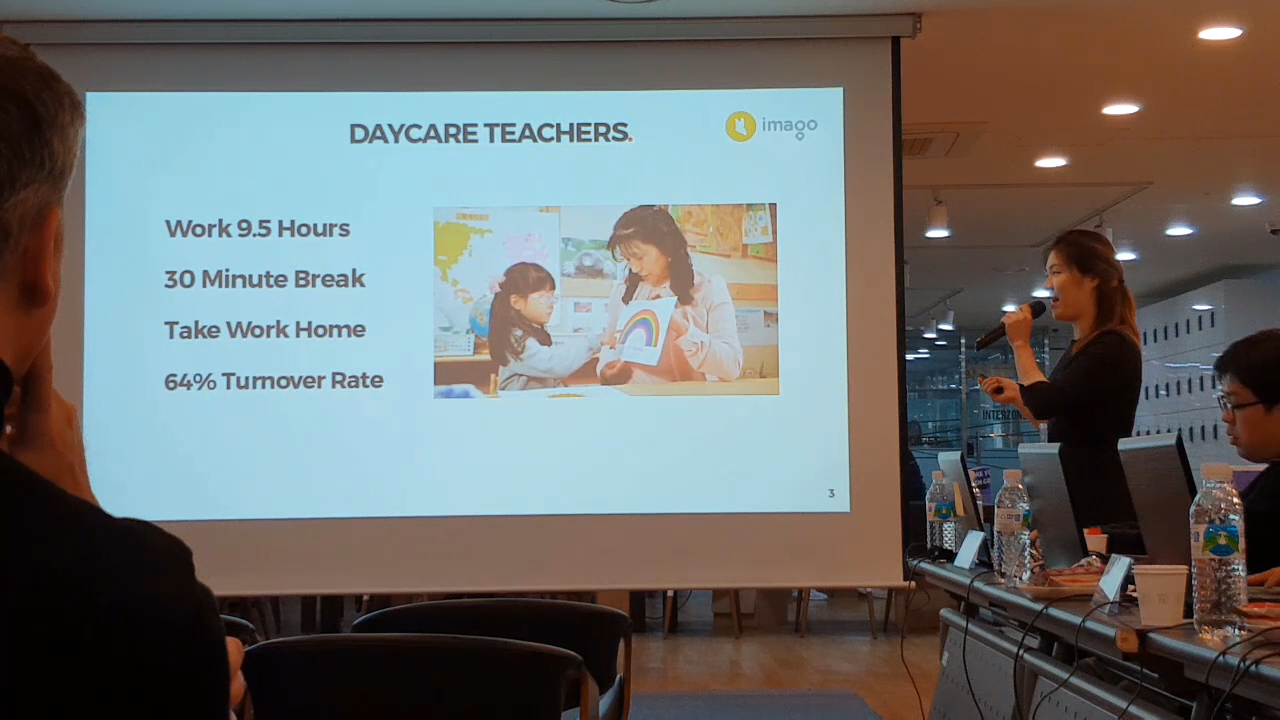 DAYCARE TEACHERS.
imago
Work 9.5 Hours
30 Minute Break
Take Work Home
64% Turnover Rate
3
INTERZON